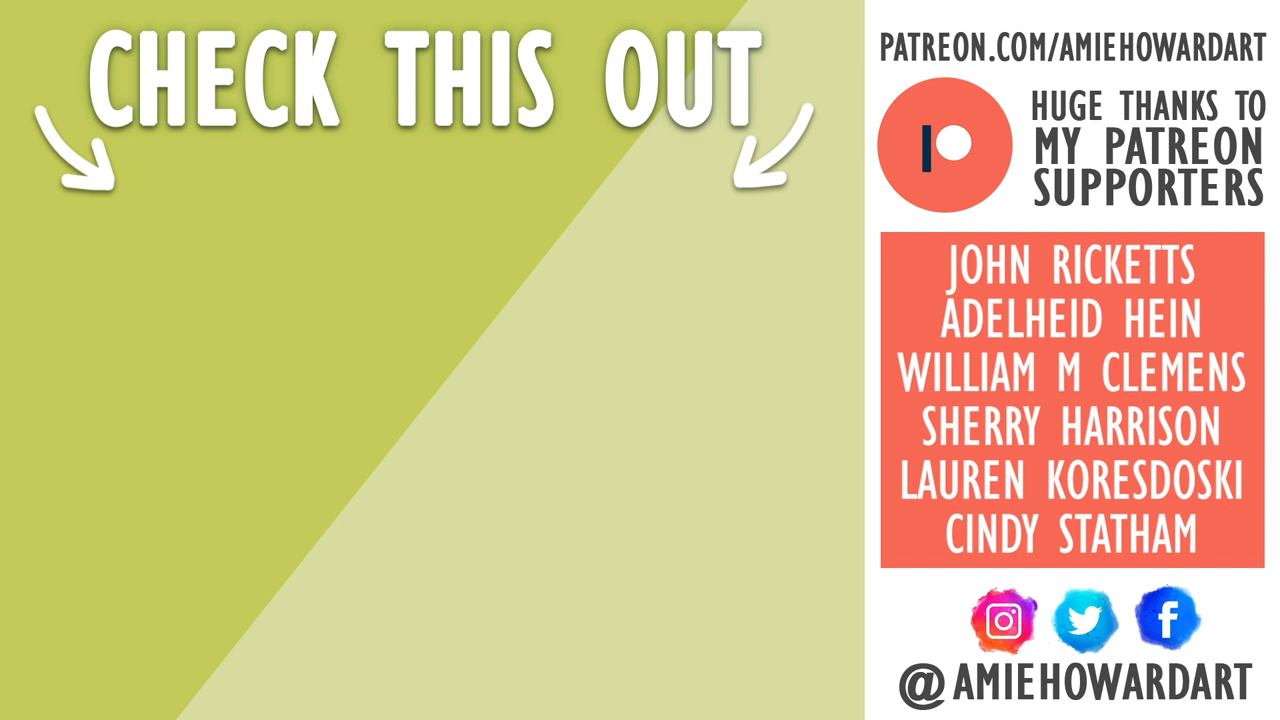 CHECK THIS OUT
PATREON.COM/AMIEHOWARDART
HUGE THANKS TO
MY PATREON
SUPPORTERS
JOHN RICKETTS
ADELHEID HEIN
WILLIAM M CLEMENS
SHERRY HARRISON
LAUREN KORESDOSKI
CINDY STATHAM
@AMIEHOWARDART